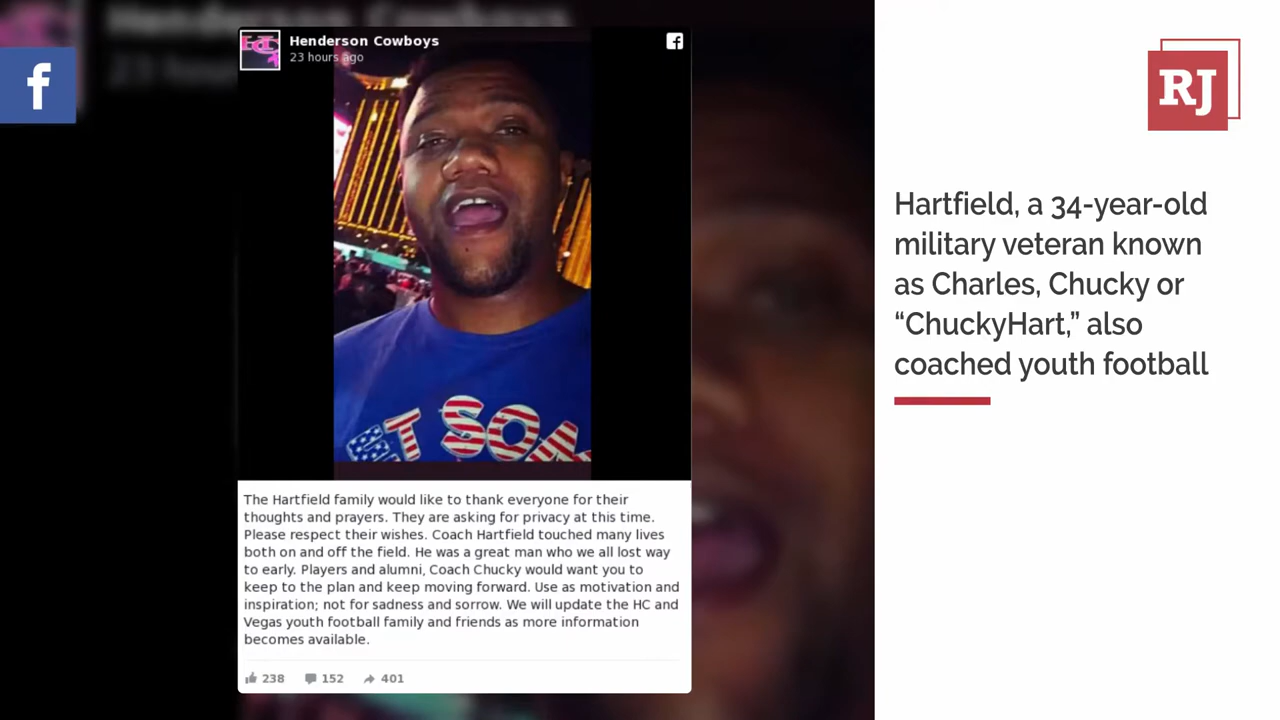 Henderson Cowboys
23 hours ago
f
Henderson Cowboys
23 hours ago
ET SOM
The Hartfield family would like to thank everyone for their
thoughts and prayers. They are asking for privacy at this time.
Please respect their wishes. Coach Hartfield touched many lives
both on and off the field. He was a great man who we all lost way
to early. Players and alumni, Coach Chucky would want you to
keep to the plan and keep moving forward. Use as motivation and
inspiration; not for sadness and sorrow. We will update the HC and
Vegas youth football family and friends as more information
becomes available.
238 152 401
RJ
Hartfield, a 34-year-old
military veteran known
as Charles, Chucky or
“ChuckyHart,” also
coached youth football